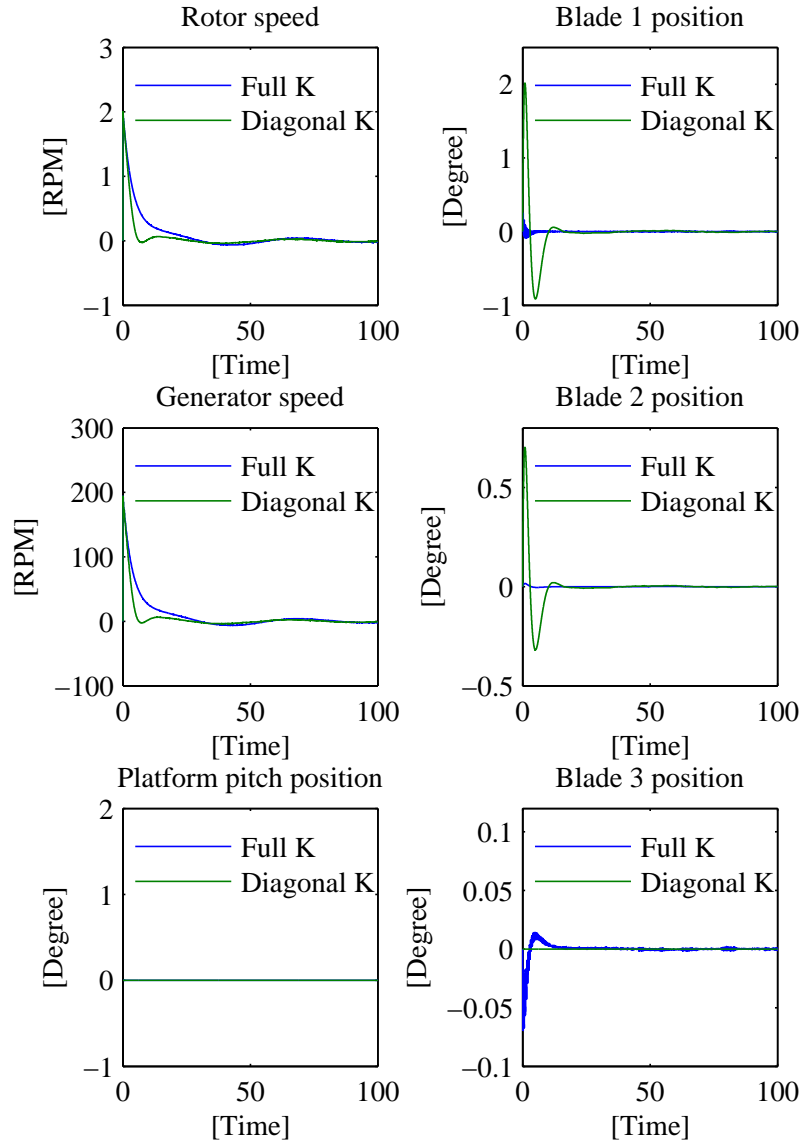 Rotor speed
3
2
1
0
−1
[RPM]
Full K
Diagonal K
0
50
100
[Time]
Blade 1 position
2
1
0
−1
[Degree]
Full K
Diagonal K
0
50
100
[Time]
Generator speed
300
200
100
0
−100
[RPM]
Full K
Diagonal K
0
50
100
[Time]
Blade 2 position
0.5
0
−0.5
[Degree]
Full K
Diagonal K
0
50
100
[Time]
Platform pitch position
2
1
0
−1
[Degree]
Full K
Diagonal K
0
50
100
[Time]
Blade 3 position
0.1
0.05
0
−0.05
−0.1
[Degree]
Full K
Diagonal K
0
50
100
[Time]